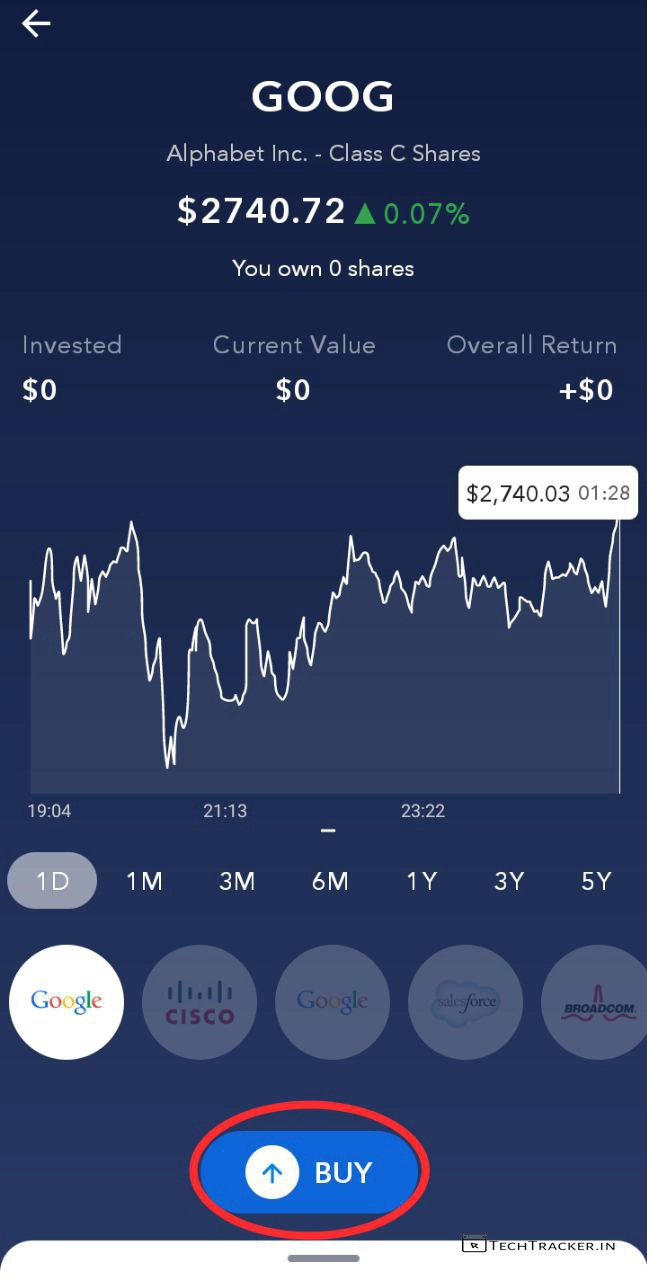 GOOG
Alphabet Inc. - Class C Shares
$2740.72 ▲ 0.07%
You own 0 shares
Invested Current Value Overall Return
$0 $0 +$0
$2,740.03 01:28
19:04 21:13 23:22
1D 1M 3M 6M 1Y 3Y 5Y
Google CISCO Google salesforce BROADCOM.
BUY
TECHTRACKER.IN